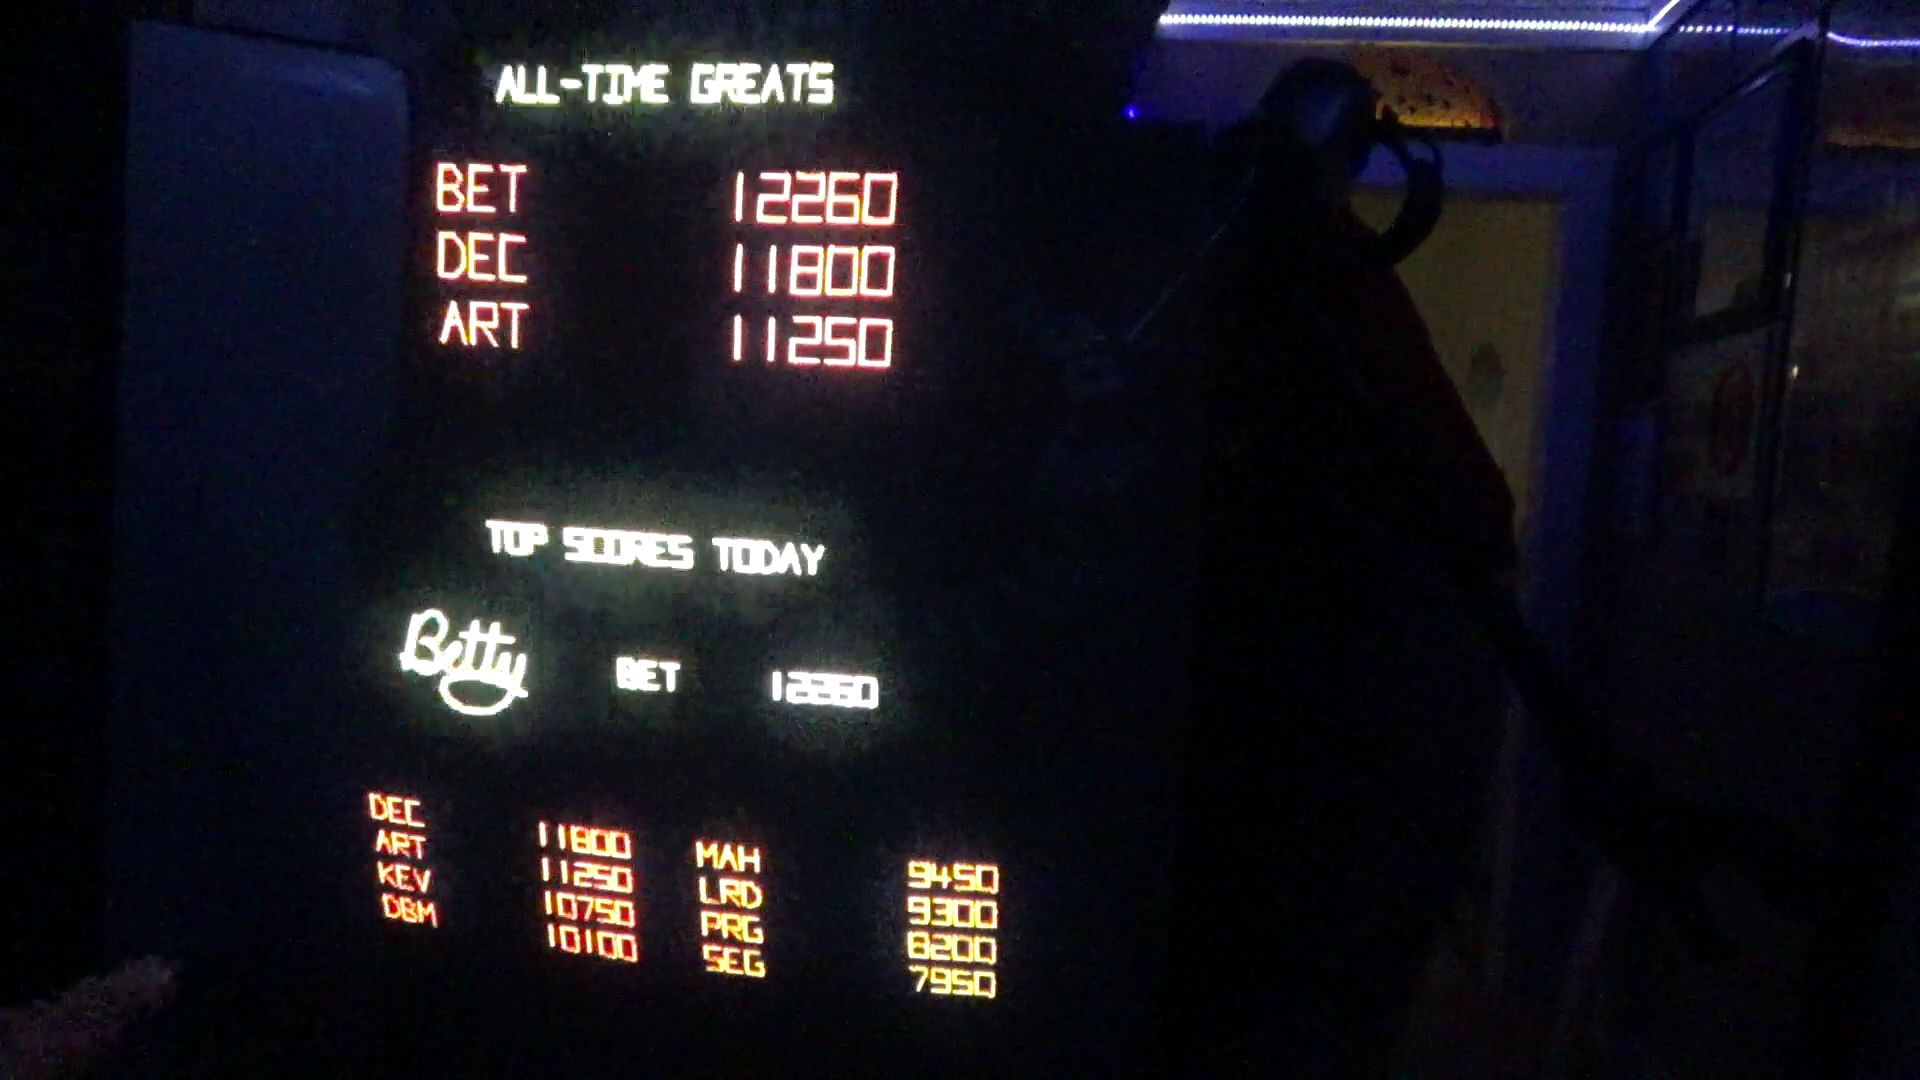 ALL-TIME GREATS
BET 12260
DEC 11800
ART 11250
TOP SCORES TODAY
Betty BET 12260
DEC 11800 MAH 9450
ART 11250 LRD 9300
KEV 10750 PRG 8200
DBM 10100 SEG 7950